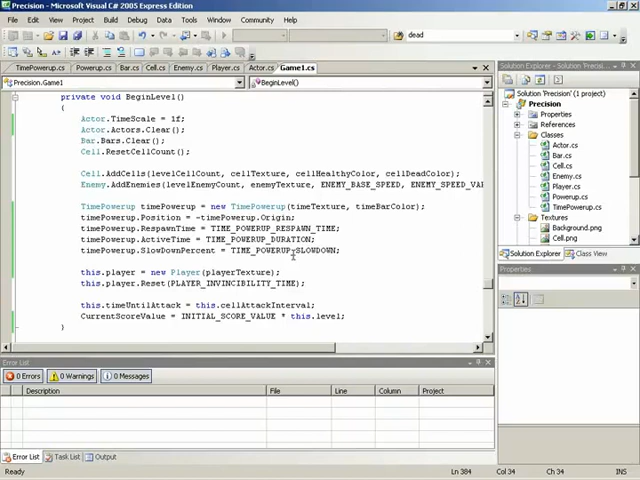 Precision - Microsoft Visual C# 2005 Express Edition
File Edit View Project Build Debug Data Tools Window Community Help
dead
TimePowerup.cs Powerup.cs Bar.cs Cell.cs Enemy.cs Player.cs Actor.cs Game1.cs
Precision.Game1 BeginLevel()
private void BeginLevel()
{
Actor.TimeScale = 1f;
Actor.Actors.Clear();
Bar.Bars.Clear();
Cell.ResetCellCount();
Cell.AddCells(levelCellCount, cellTexture, cellHealthyColor, cellDeadColor);
Enemy.AddEnemies(levelEnemyCount, enemyTexture, ENEMY_BASE_SPEED, ENEMY_SPEED_VAR
TimePowerup timePowerup = new TimePowerup(timeTexture, timeBarColor);
timePowerup.Position = -timePowerup.Origin;
timePowerup.RespawnTime = TIME_POWERUP_RESPAWN_TIME;
timePowerup.ActiveTime = TIME_POWERUP_DURATION;
timePowerup.SlowDownPercent = TIME_POWERUP_SLOWDOWN;
this.player = new Player(playerTexture);
this.player.Reset(PLAYER_INVINCIBILITY_TIME);
this.timeUntilAttack = this.cellAttackInterval;
CurrentScoreValue = INITIAL_SCORE_VALUE * this.level;
}
Solution Explorer - Precision
Solution 'Precision' (1 project)
Precision
Properties
References
Classes
Actor.cs
Bar.cs
Cell.cs
Enemy.cs
Player.cs
Powerup.cs
TimePowerup.cs
Textures
Background.png
Cell.png
Solution Explorer Class View
Properties
Error List
0 Errors 0 Warnings 0 Messages
Description File Line Column Project
Error List Task List Output
Ready Ln 384 Col 34 Ch 34 INS